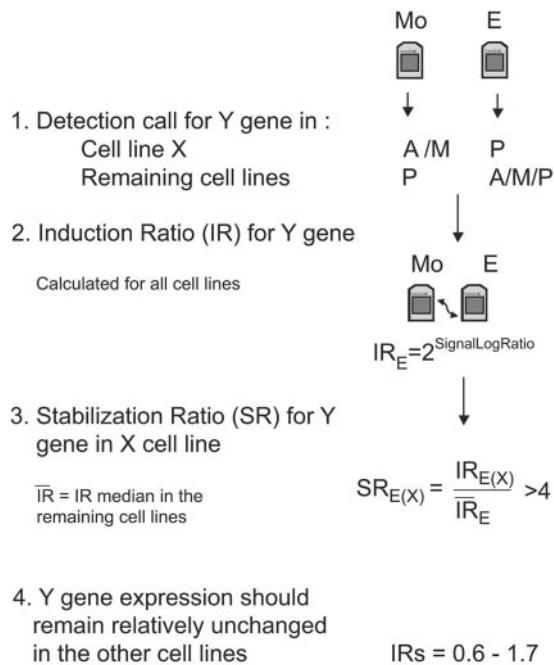 Mo E
1. Detection call for Y gene in :
Cell line X A /M P
Remaining cell lines P A/M/P
2. Induction Ratio (IR) for Y gene
Calculated for all cell lines
Mo E
IR_E=2^SignalLogRatio
3. Stabilization Ratio (SR) for Y
gene in X cell line
I̅R̅ = IR median in the
remaining cell lines
SR_E(X) = IR_E(X) / I̅R̅_E >4
4. Y gene expression should
remain relatively unchanged
in the other cell lines IRs = 0.6 - 1.7